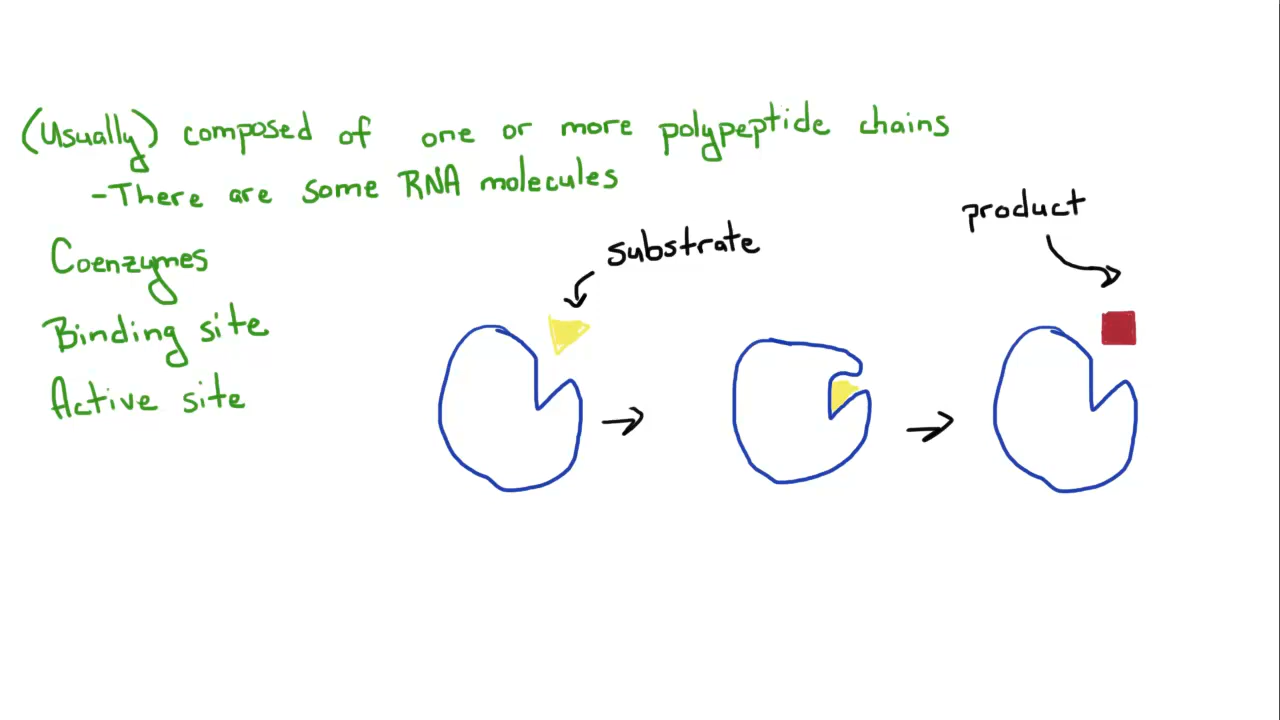 (Usually) composed of one or more polypeptide chains
-There are some RNA molecules
product
substrate
Coenzymes
Binding site
Active site